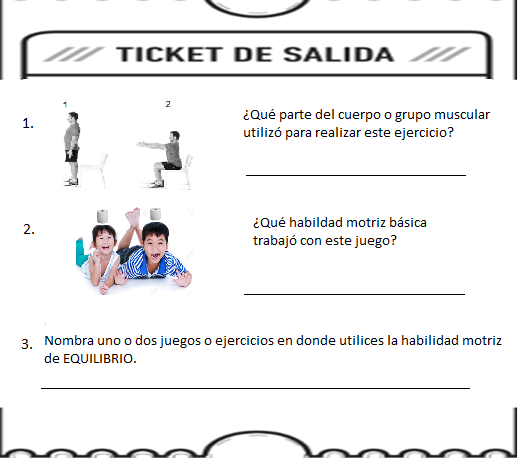 TICKET DE SALIDA
1.
1
2
¿Qué parte del cuerpo o grupo muscular
utilizó para realizar este ejercicio?
2.
¿Qué habildad motriz básica
trabajó con este juego?
3. Nombra uno o dos juegos o ejercicios en donde utilices la habilidad motriz
de EQUILIBRIO.